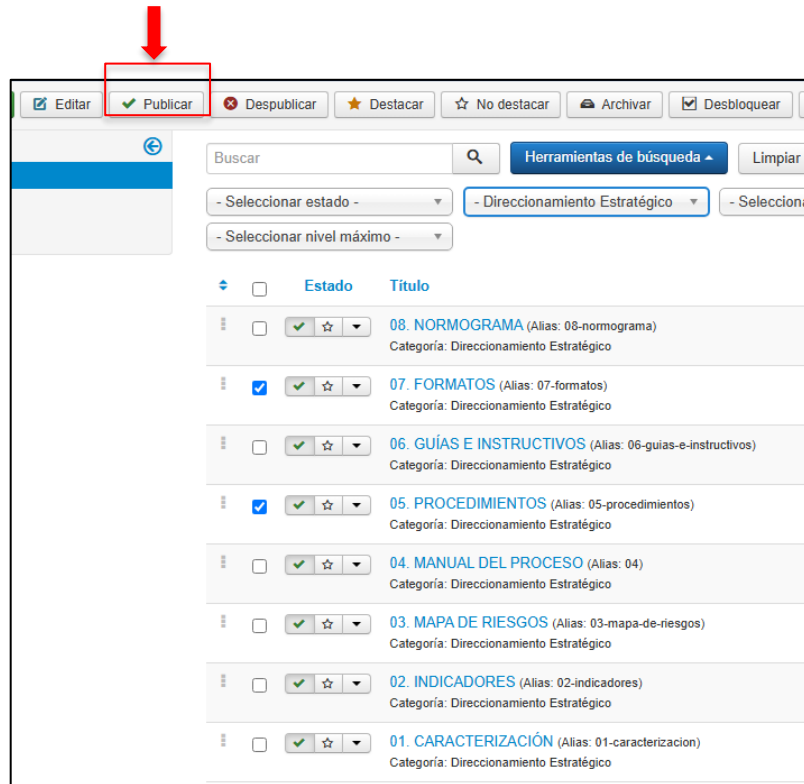 Editar Publicar Despublicar Destacar No destacar Archivar Desbloquear
Buscar Herramientas de búsqueda Limpiar
- Seleccionar estado - - Direccionamiento Estratégico - Selecciona
- Seleccionar nivel máximo -
Estado Título
08. NORMOGRAMA (Alias: 08-normograma)
Categoría: Direccionamiento Estratégico
07. FORMATOS (Alias: 07-formatos)
Categoría: Direccionamiento Estratégico
06. GUÍAS E INSTRUCTIVOS (Alias: 06-guias-e-instructivos)
Categoría: Direccionamiento Estratégico
05. PROCEDIMIENTOS (Alias: 05-procedimientos)
Categoría: Direccionamiento Estratégico
04. MANUAL DEL PROCESO (Alias: 04)
Categoría: Direccionamiento Estratégico
03. MAPA DE RIESGOS (Alias: 03-mapa-de-riesgos)
Categoría: Direccionamiento Estratégico
02. INDICADORES (Alias: 02-indicadores)
Categoría: Direccionamiento Estratégico
01. CARACTERIZACIÓN (Alias: 01-caracterizacion)
Categoría: Direccionamiento Estratégico